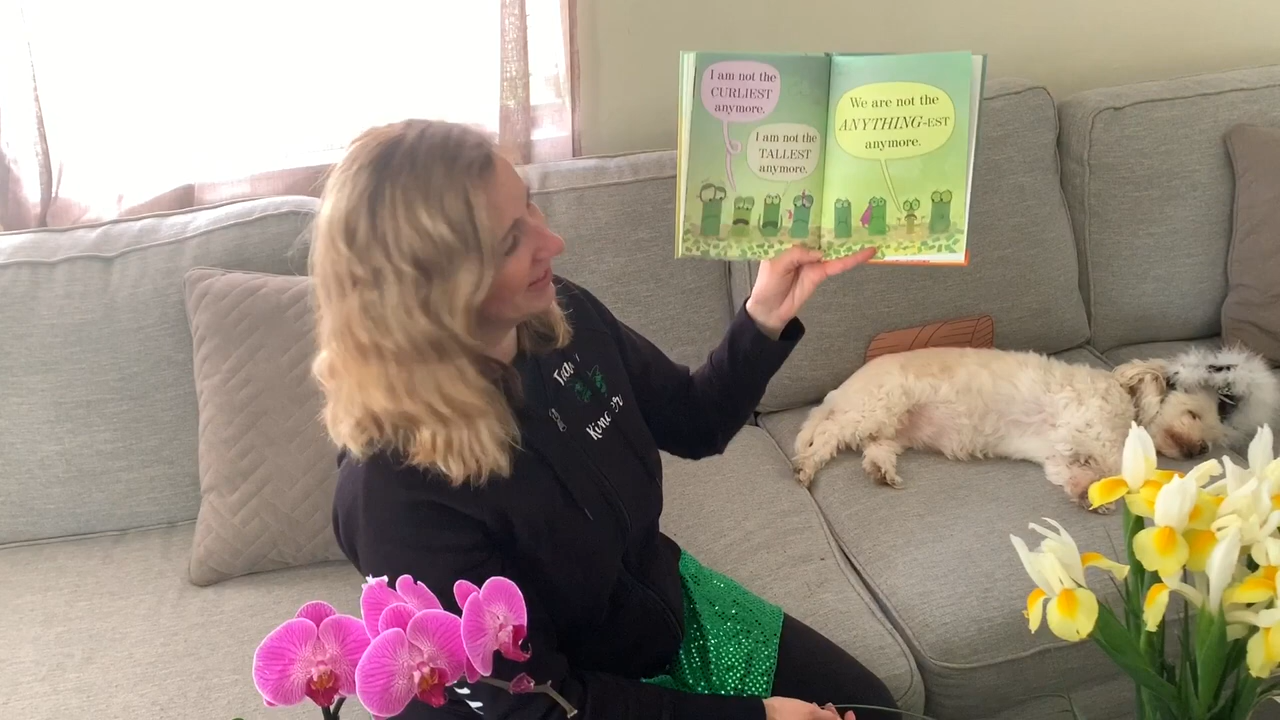 I am not the
CURLIEST
anymore.
I am not the
TALLEST
anymore.
We are not the
ANYTHING-EST
anymore.